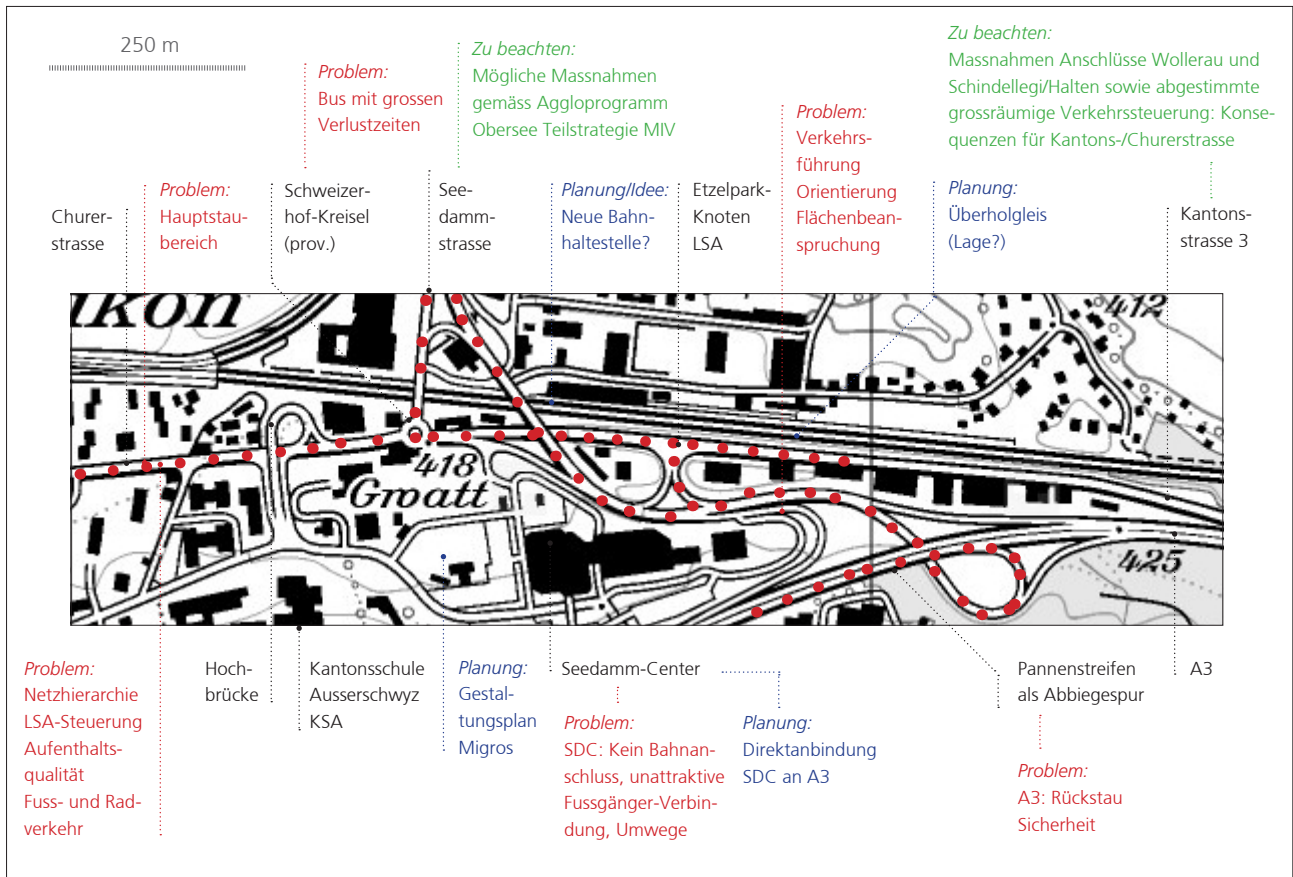 250 m
Problem:
Bus mit grossen
Verlustzeiten
Zu beachten:
Mögliche Massnahmen
gemäss Aggloprogramm
Obersee Teilstrategie MIV
Problem:
Verkehrs-
führung
Orientierung
Flächenbean-
spruchung
Zu beachten:
Massnahmen Anschlüsse Wollerau und
Schindellegi/Halten sowie abgestimmte
grossräumige Verkehrssteuerung: Konse-
quenzen für Kantons-/Churerstrasse
Churer-
strasse
Problem:
Hauptstau-
bereich
Schweizer-
hof-Kreisel
(prov.)
See-
damm-
strasse
Planung/Idee:
Neue Bahn-
haltestelle?
Etzelpark-
Knoten
LSA
Planung:
Überholgleis
(Lage?)
Kantons-
strasse 3
ikon
412
418
Gwatt
425
Problem:
Netzhierarchie
LSA-Steuerung
Aufenthalts-
qualität
Fuss- und Rad-
verkehr
Hoch-
brücke
Kantonsschule
Ausserschwyz
KSA
Planung:
Gestal-
tungsplan
Migros
Seedamm-Center
Problem:
SDC: Kein Bahnan-
schluss, unattraktive
Fussgänger-Verbin-
dung, Umwege
Planung:
Direktanbindung
SDC an A3
Pannenstreifen
als Abbiegespur
Problem:
A3: Rückstau
Sicherheit
A3